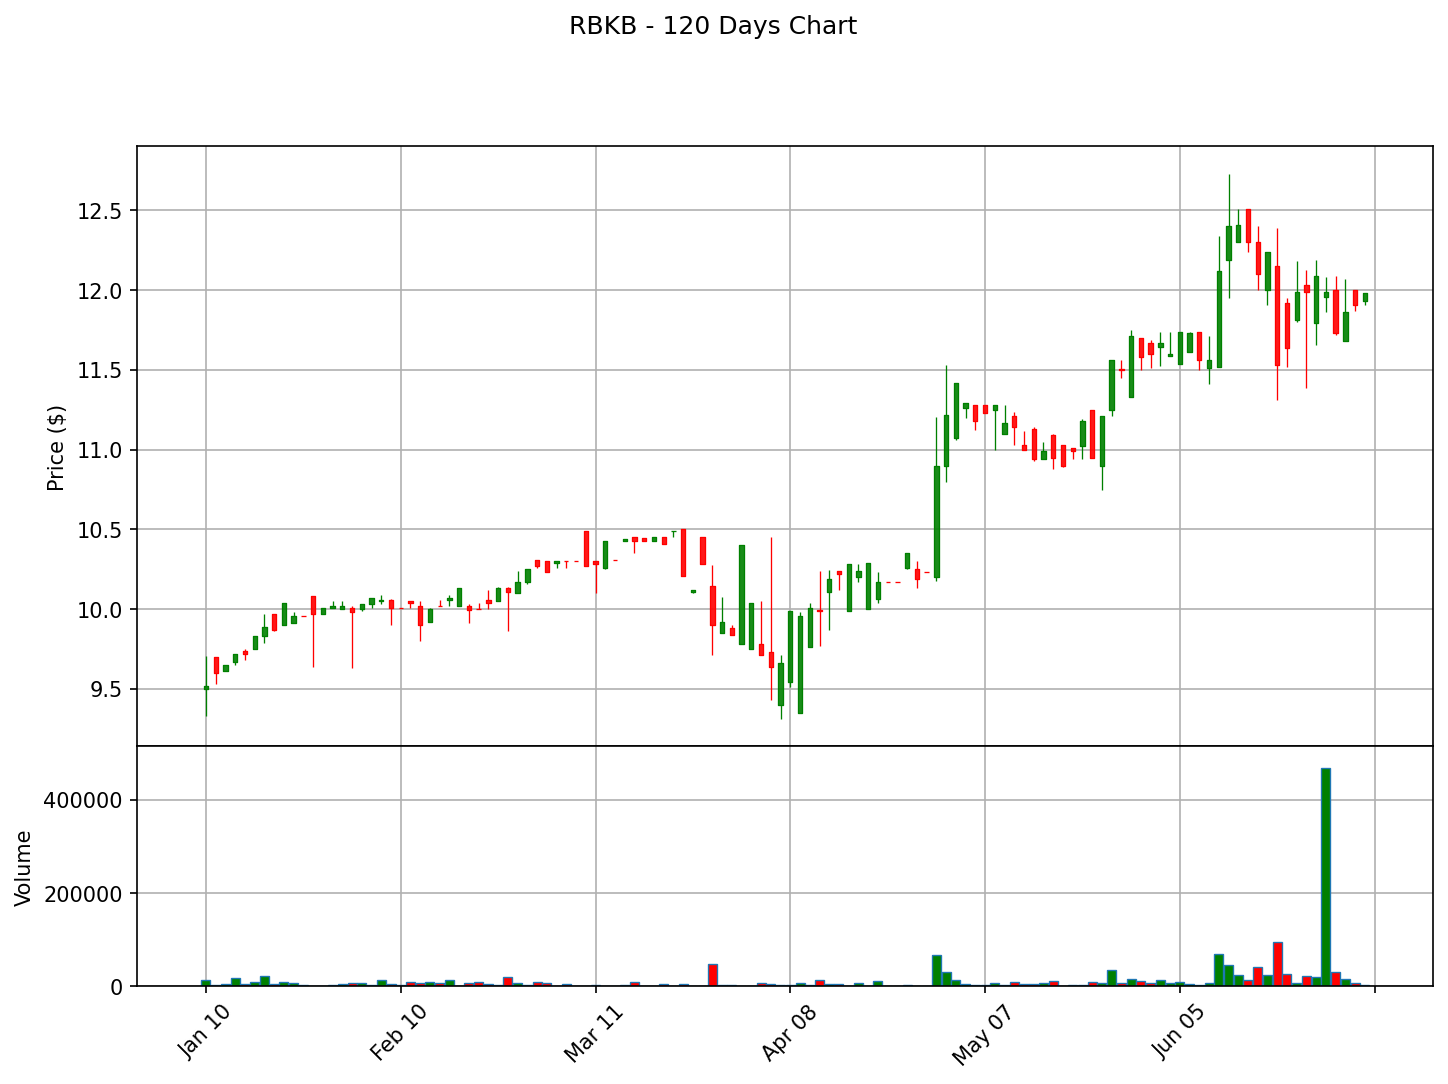 RBKB - 120 Days Chart
Price ($)
12.5
12.0
11.5
11.0
10.5
10.0
9.5
Volume
400000
200000
0
Jan 10
Feb 10
Mar 11
Apr 08
May 07
Jun 05